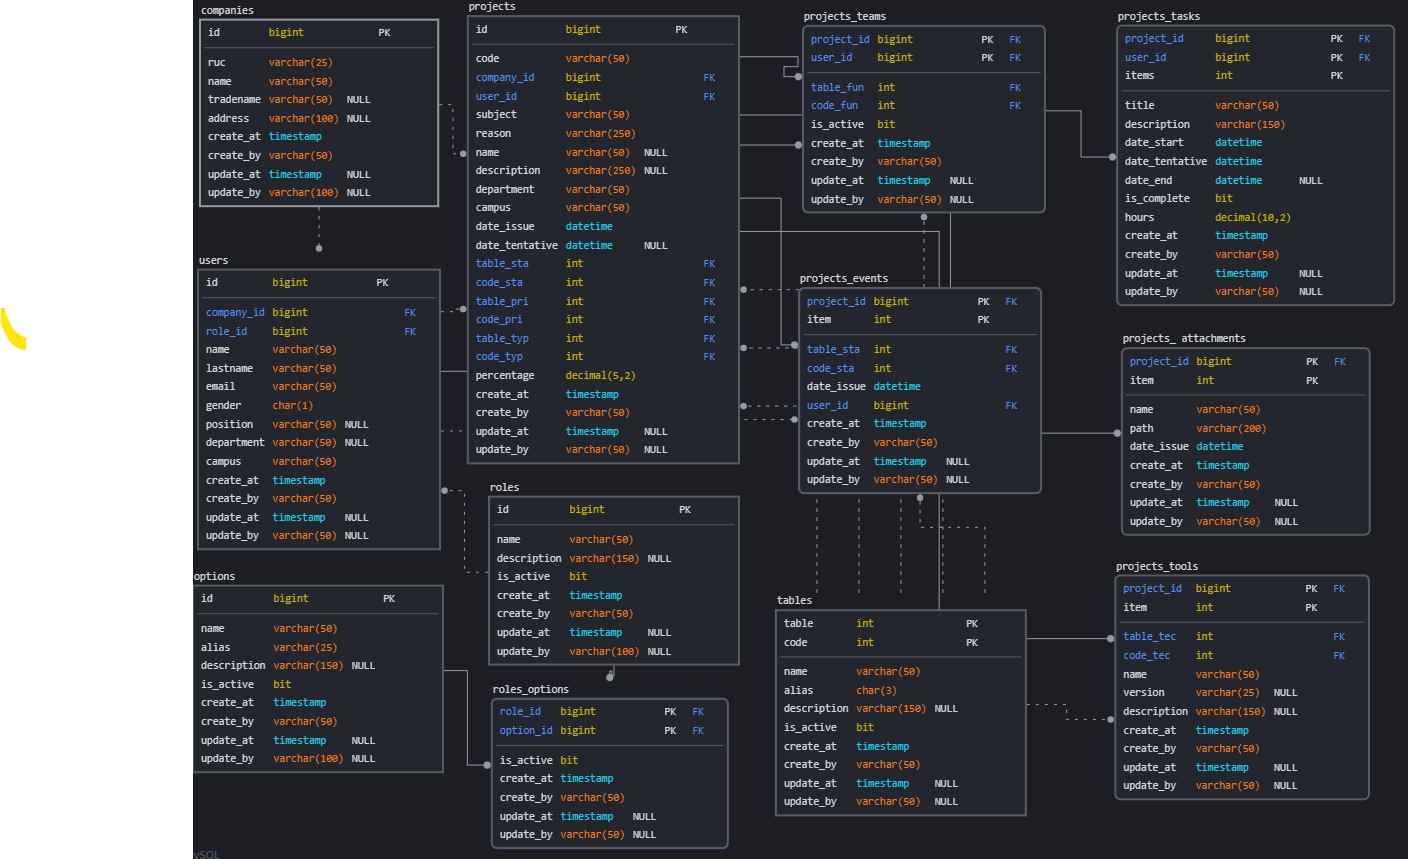 companies
id bigint PK
ruc varchar(25)
name varchar(50)
tradename varchar(50) NULL
address varchar(100) NULL
create_at timestamp
create_by varchar(50)
update_at timestamp NULL
update_by varchar(100) NULL
users
id bigint PK
company_id bigint FK
role_id bigint FK
name varchar(50)
lastname varchar(50)
email varchar(50)
gender char(1)
position varchar(50) NULL
department varchar(50) NULL
campus varchar(50)
create_at timestamp
create_by varchar(50)
update_at timestamp NULL
update_by varchar(50) NULL
options
id bigint PK
name varchar(50)
alias varchar(25)
description varchar(150) NULL
is_active bit
create_at timestamp
create_by varchar(50)
update_at timestamp NULL
update_by varchar(100) NULL
projects
id bigint PK
code varchar(50)
company_id bigint FK
user_id bigint FK
subject varchar(50)
reason varchar(250)
name varchar(50) NULL
description varchar(250) NULL
department varchar(50)
campus varchar(50)
date_issue datetime
date_tentative datetime NULL
table_sta int FK
code_sta int FK
table_pri int FK
code_pri int FK
table_typ int FK
code_typ int FK
percentage decimal(5,2)
create_at timestamp
create_by varchar(50)
update_at timestamp NULL
update_by varchar(50) NULL
roles
id bigint PK
name varchar(50)
description varchar(150) NULL
is_active bit
create_at timestamp
create_by varchar(50)
update_at timestamp NULL
update_by varchar(100) NULL
roles_options
role_id bigint PK FK
option_id bigint PK FK
is_active bit
create_at timestamp
create_by varchar(50)
update_at timestamp NULL
update_by varchar(50) NULL
projects_teams
project_id bigint PK FK
user_id bigint PK FK
table_fun int FK
code_fun int FK
is_active bit
create_at timestamp
create_by varchar(50)
update_at timestamp NULL
update_by varchar(50) NULL
projects_events
project_id bigint PK FK
item int PK
table_sta int FK
code_sta int FK
date_issue datetime
user_id bigint FK
create_at timestamp
create_by varchar(50)
update_at timestamp NULL
update_by varchar(50) NULL
tables
table int PK
code int PK
name varchar(50)
alias char(3)
description varchar(150) NULL
is_active bit
create_at timestamp
create_by varchar(50)
update_at timestamp NULL
update_by varchar(50) NULL
projects_tasks
project_id bigint PK FK
user_id bigint PK FK
items int PK
title varchar(50)
description varchar(150)
date_start datetime
date_tentative datetime
date_end datetime NULL
is_complete bit
hours decimal(10,2)
create_at timestamp
create_by varchar(50)
update_at timestamp NULL
update_by varchar(50) NULL
projects_ attachments
project_id bigint PK FK
item int PK
name varchar(50)
path varchar(200)
date_issue datetime
create_at timestamp
create_by varchar(50)
update_at timestamp NULL
update_by varchar(50) NULL
projects_tools
project_id bigint PK FK
item int PK
table_tec int FK
code_tec int FK
name varchar(50)
version varchar(25) NULL
description varchar(150) NULL
create_at timestamp
create_by varchar(50)
update_at timestamp NULL
update_by varchar(50) NULL
ySQL